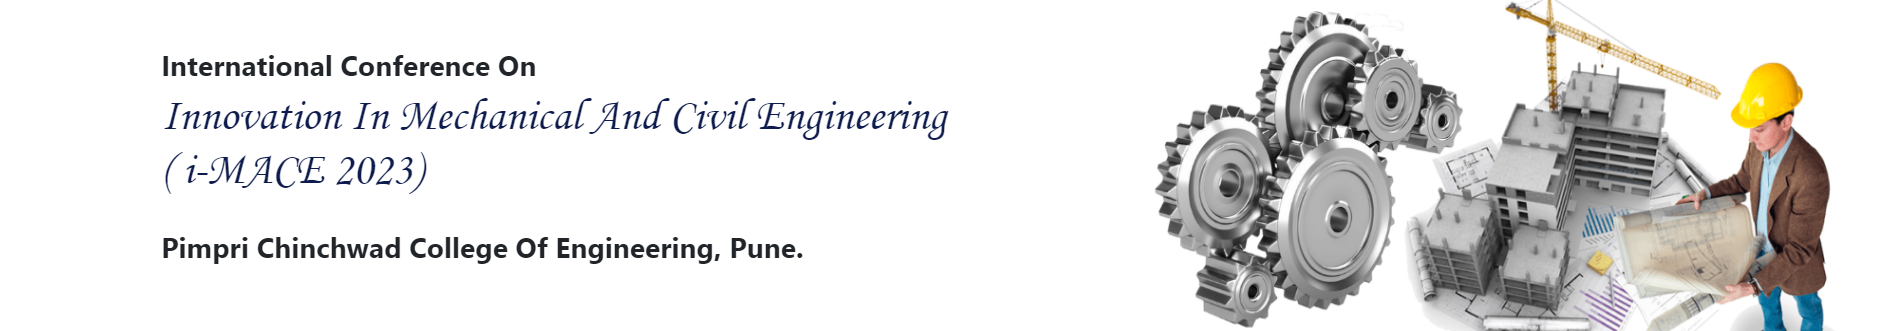 International Conference On
Innovation In Mechanical And Civil Engineering
( i-MACE 2023)
Pimpri Chinchwad College Of Engineering, Pune.